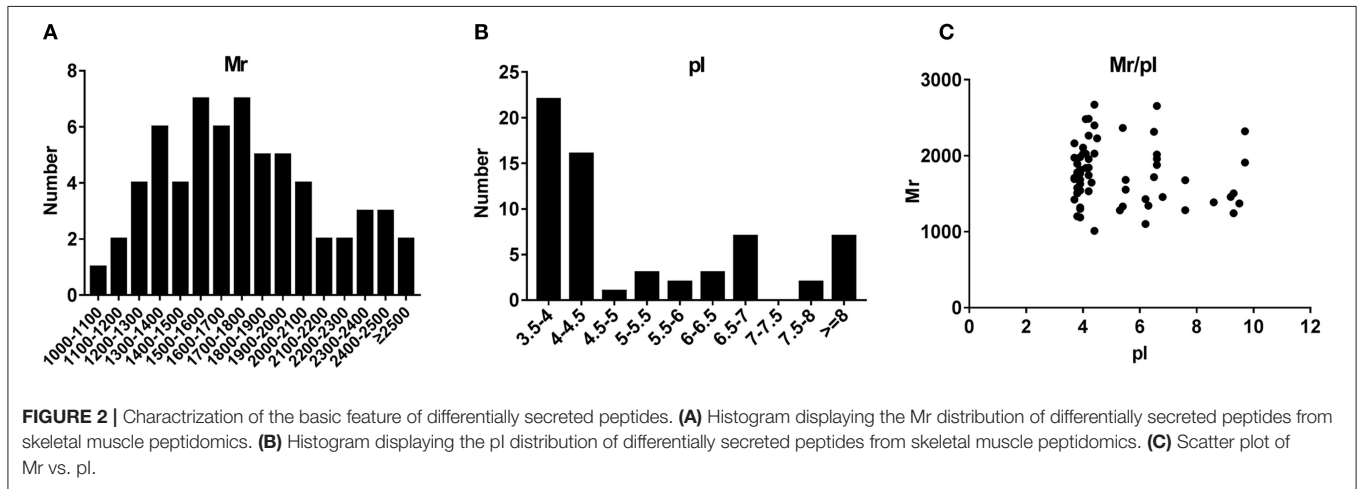 A
Mr
Number
8
6
4
2
0
1000-1100
1100-1200
1200-1300
1300-1400
1400-1500
1500-1600
1600-1700
1700-1800
1800-1900
1900-2000
2000-2100
2100-2200
2200-2300
2300-2400
2400-2500
≥2500
B
pI
Number
25
20
15
10
5
0
3.5-4
4-4.5
4.5-5
5-5.5
5.5-6
6-6.5
6.5-7
7-7.5
7.5-8
>=8
C
Mr/pI
Mr
3000
2000
1000
0
0 2 4 6 8 10 12
pI
FIGURE 2 | Charactrization of the basic feature of differentially secreted peptides. (A) Histogram displaying the Mr distribution of differentially secreted peptides from
skeletal muscle peptidomics. (B) Histogram displaying the pI distribution of differentially secreted peptides from skeletal muscle peptidomics. (C) Scatter plot of
Mr vs. pI.